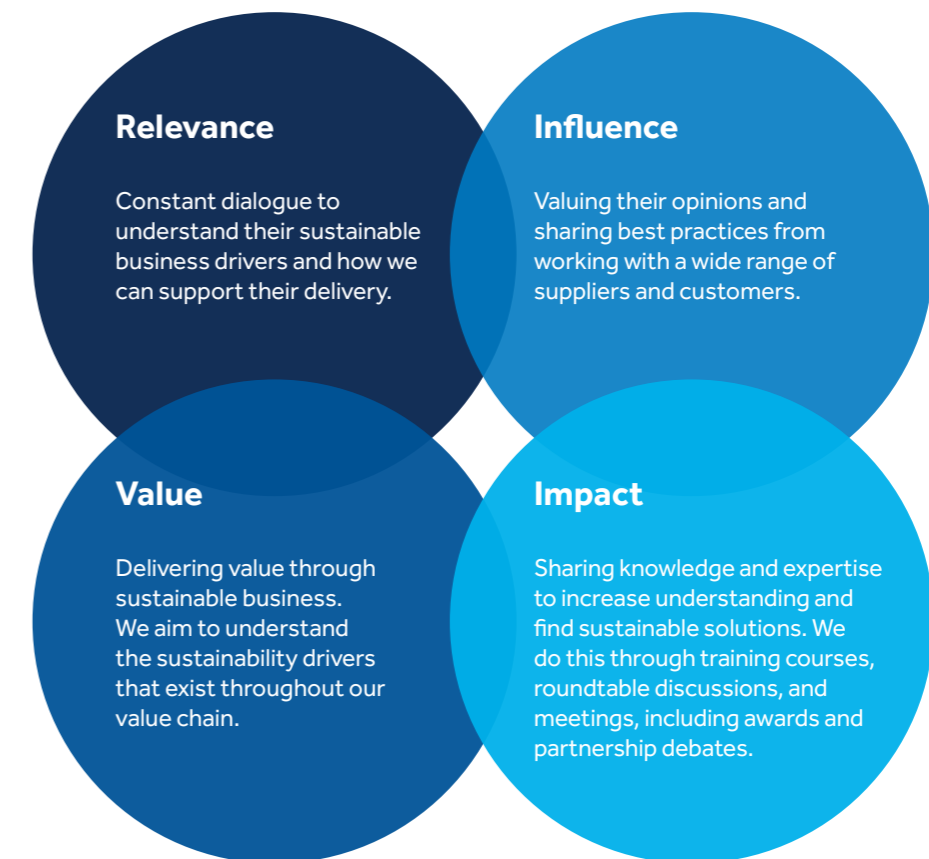 Relevance
Constant dialogue to
understand their sustainable
business drivers and how we
can support their delivery.
Influence
Valuing their opinions and
sharing best practices from
working with a wide range of
suppliers and customers.
Value
Delivering value through
sustainable business.
We aim to understand
the sustainability drivers
that exist throughout our
value chain.
Impact
Sharing knowledge and expertise
to increase understanding and
find sustainable solutions. We
do this through training courses,
roundtable discussions, and
meetings, including awards and
partnership debates.